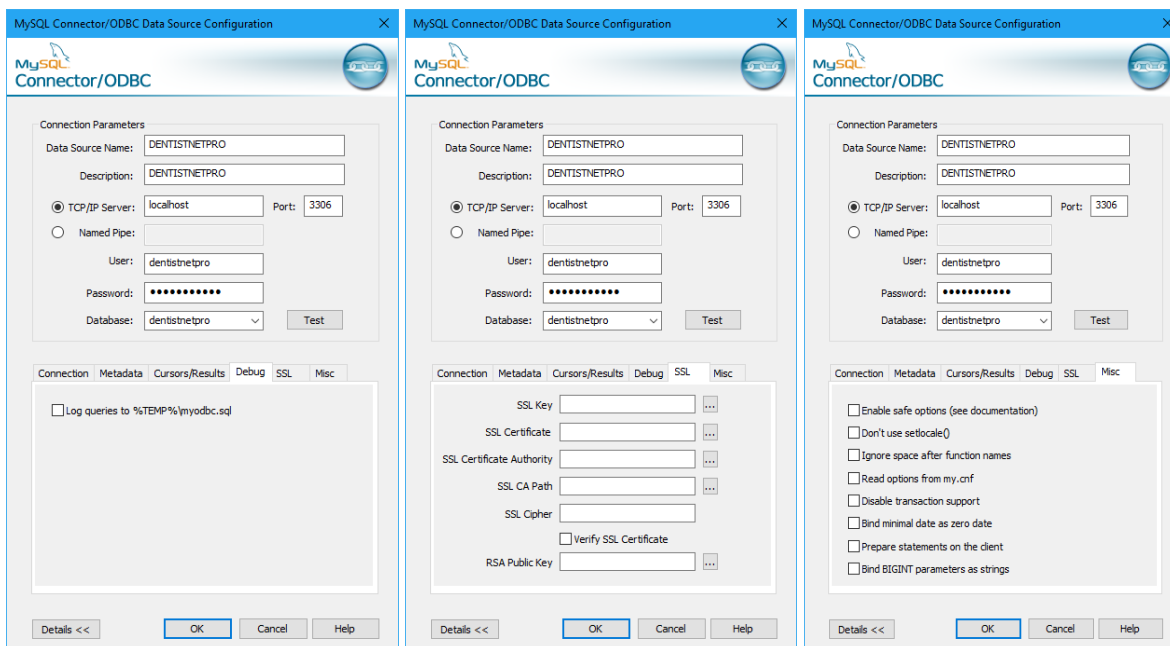 MySQL Connector/ODBC Data Source Configuration
MySQL
Connector/ODBC
Connection Parameters
Data Source Name: DENTISTNETPRO
Description: DENTISTNETPRO
TCP/IP Server: localhost Port: 3306
Named Pipe:
User: dentistnetpro
Password: •••••••••••
Database: dentistnetpro Test
Connection Metadata Cursors/Results Debug SSL Misc
Log queries to %TEMP%\myodbc.sql
Details << OK Cancel Help
MySQL Connector/ODBC Data Source Configuration
MySQL
Connector/ODBC
Connection Parameters
Data Source Name: DENTISTNETPRO
Description: DENTISTNETPRO
TCP/IP Server: localhost Port: 3306
Named Pipe:
User: dentistnetpro
Password: •••••••••••
Database: dentistnetpro Test
Connection Metadata Cursors/Results Debug SSL Misc
SSL Key ...
SSL Certificate ...
SSL Certificate Authority ...
SSL CA Path ...
SSL Cipher
Verify SSL Certificate
RSA Public Key ...
Details << OK Cancel Help
MySQL Connector/ODBC Data Source Configuration
MySQL
Connector/ODBC
Connection Parameters
Data Source Name: DENTISTNETPRO
Description: DENTISTNETPRO
TCP/IP Server: localhost Port: 3306
Named Pipe:
User: dentistnetpro
Password: •••••••••••
Database: dentistnetpro Test
Connection Metadata Cursors/Results Debug SSL Misc
Enable safe options (see documentation)
Don't use setlocale()
Ignore space after function names
Read options from my.cnf
Disable transaction support
Bind minimal date as zero date
Prepare statements on the client
Bind BIGINT parameters as strings
Details << OK Cancel Help